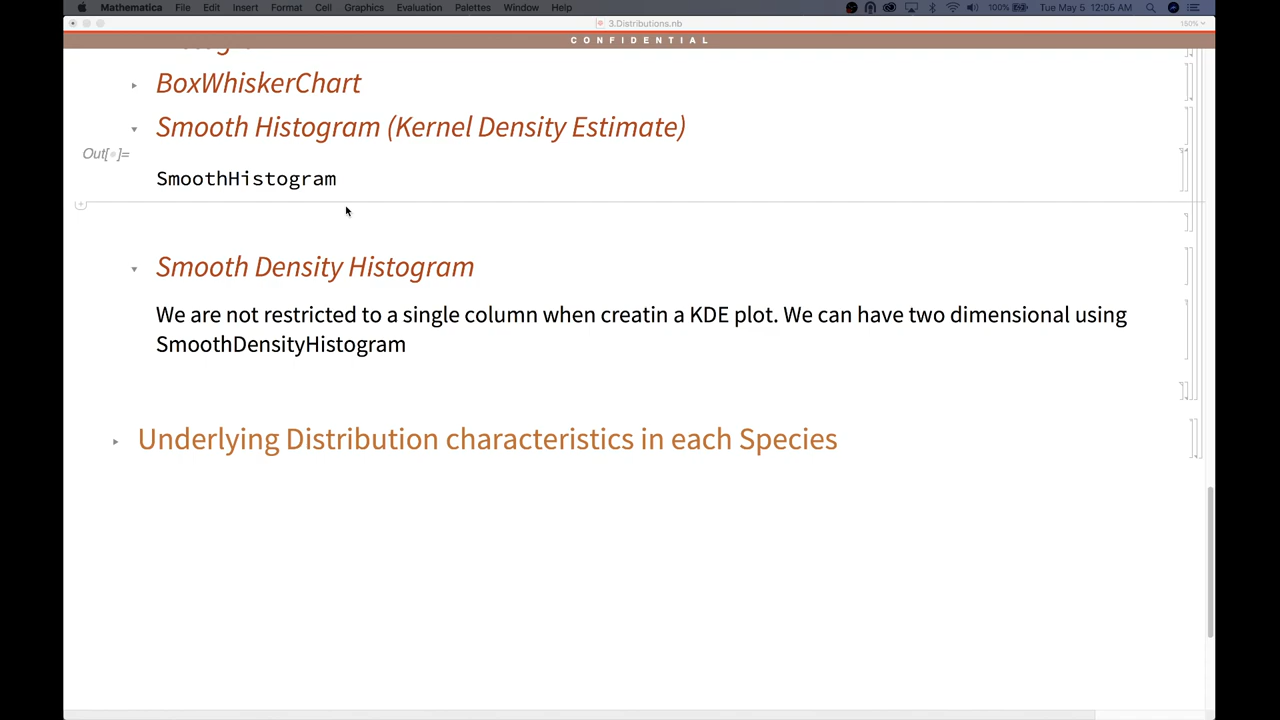 Mathematica File Edit Insert Format Cell Graphics Evaluation Palettes Window Help 100% Tue May 5 12:05 AM
3.Distributions.nb 150%
CONFIDENTIAL
BoxWhiskerChart
Smooth Histogram (Kernel Density Estimate)
Out[ ]=
SmoothHistogram
Smooth Density Histogram
We are not restricted to a single column when creatin a KDE plot. We can have two dimensional using
SmoothDensityHistogram
Underlying Distribution characteristics in each Species